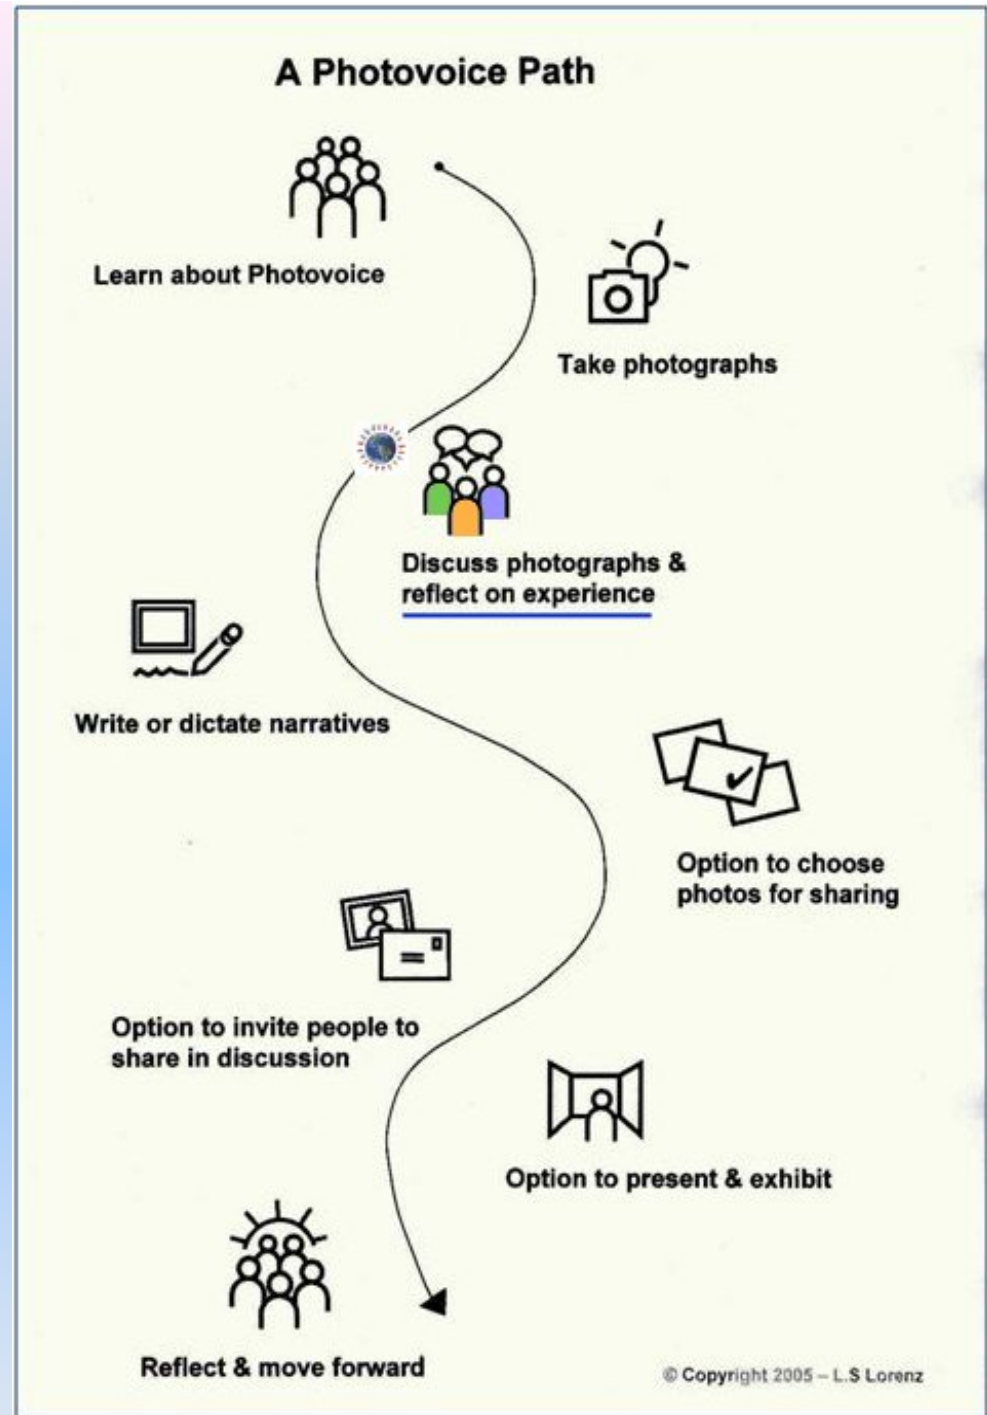 A Photovoice Path
Learn about Photovoice
Take photographs
Discuss photographs &
reflect on experience
Write or dictate narratives
Option to choose
photos for sharing
Option to invite people to
share in discussion
Option to present & exhibit
Reflect & move forward
© Copyright 2005 – L.S Lorenz